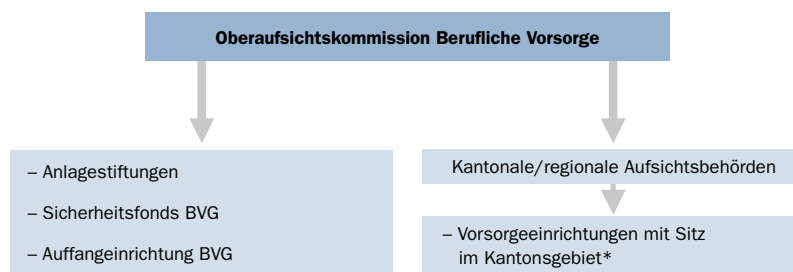 Oberaufsichtskommission Berufliche Vorsorge
– Anlagestiftungen
– Sicherheitsfonds BVG
– Auffangeinrichtung BVG
Kantonale/regionale Aufsichtsbehörden
– Vorsorgeeinrichtungen mit Sitz
im Kantonsgebiet*